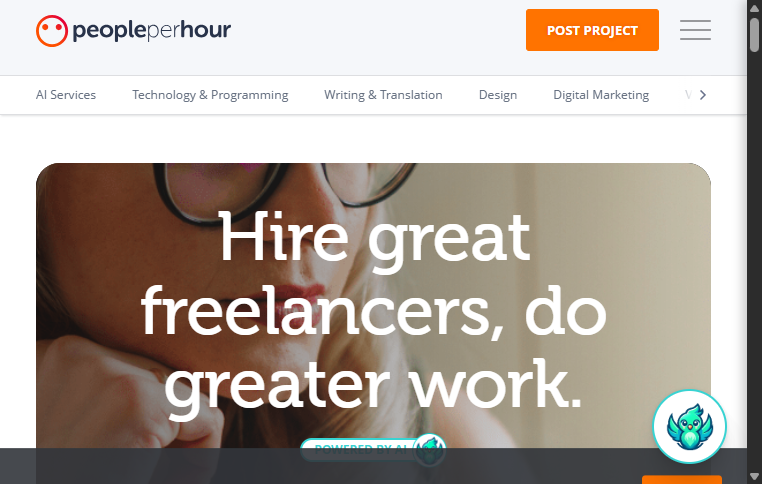 peopleperhour
POST PROJECT
AI Services
Technology & Programming
Writing & Translation
Design
Digital Marketing
Hire great
freelancers, do
greater work.
POWERED BY AI